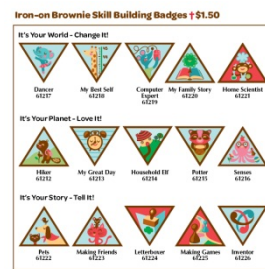 Iron-on Brownie Skill Building Badges †$1.50
It's Your World - Change It!
Dancer My Best Self Computer My Family Story Home Scientist
61217 61218 Expert 61220 61221
61219
It's Your Planet - Love It!
Hiker My Great Day Household Elf Potter Senses
61212 61213 61214 61215 61216
It's Your Story - Tell It!
Pets Making Friends Letterboxer Making Games Inventor
61222 61223 61224 61225 61226